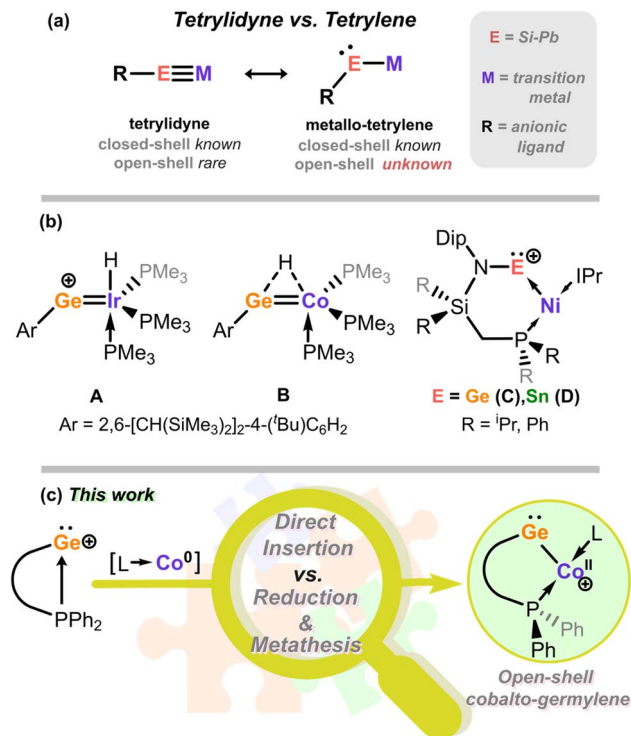 (a) Tetrylidyne vs. Tetrylene
R E M
R E M
tetrylidyne
closed-shell known
open-shell rare
metallo-tetrylene
closed-shell known
open-shell unknown
E = Si-Pb
M = transition
metal
R = anionic
ligand
(b)
H
⊕
Ge Ir PMe3
Ar PMe3
PMe3
A
H
PMe3
Ge Co
Ar PMe3
PMe3
B
Ar = 2,6-[CH(SiMe3)2]2-4-(tBu)C6H2
Dip ⊕
N E
R IPr
Si Ni
R P
R
R
E = Ge (C),Sn (D)
R = iPr, Ph
(c) This work
Ge ⊕
PPh2
[L→Co0]
Direct
Insertion
vs.
Reduction
&
Metathesis
Ge L
CoII
⊕
P
Ph
Ph
Open-shell
cobalto-germylene